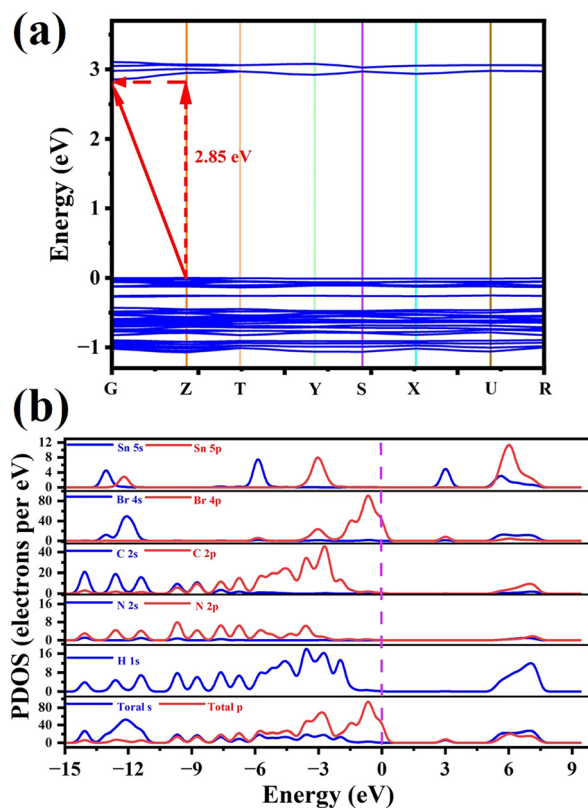 (a)
Energy (eV)
3
2
1
0
−1
2.85 eV
G Z T Y S X U R
(b)
PDOS (electrons per eV)
12
8
4
0
Sn 5s Sn 5p
80
40
0
Br 4s Br 4p
40
20
0
C 2s C 2p
16
8
0
N 2s N 2p
16
8
0
H 1s
80
40
0
Toral s Total p
−15 −12 −9 −6 −3 0 3 6 9
Energy (eV)